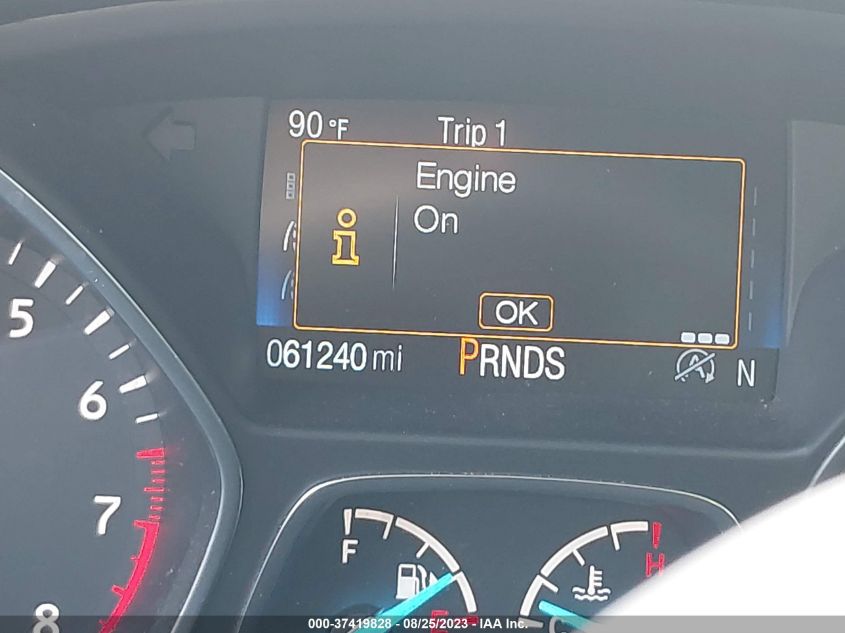 90 °F Trip 1
Engine
On
OK
061240 mi PRNDS N
5
6
7
8
F
E
H
C
000-37419828 - 08/25/2023 - IAA Inc.